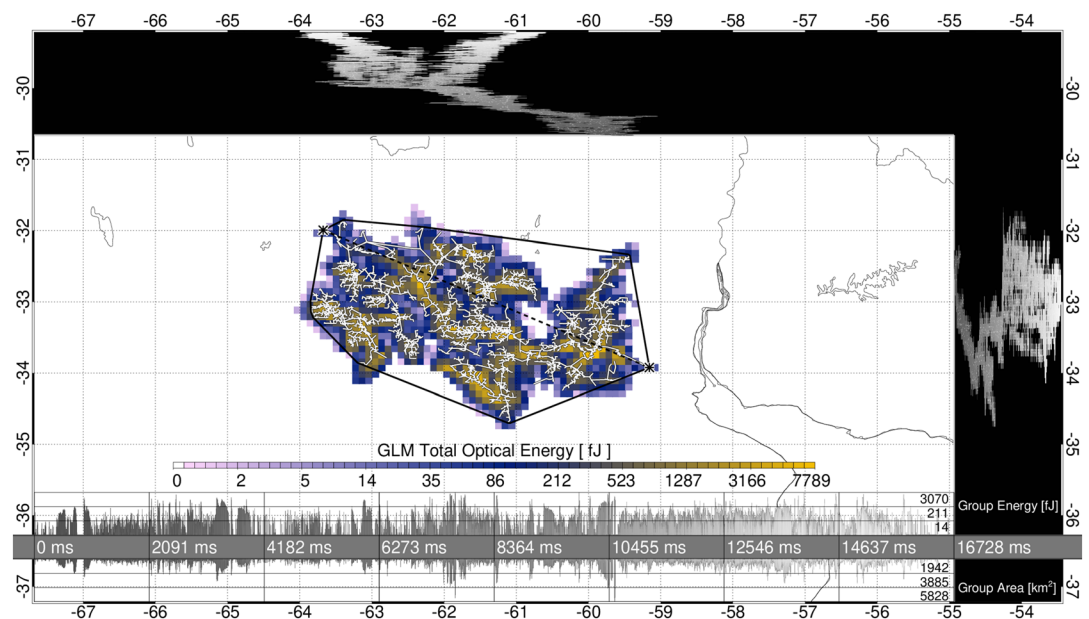 -67 -66 -65 -64 -63 -62 -61 -60 -59 -58 -57 -56 -55 -54
-30 -30
-31 -31
-32 -32
-33 -33
-34 -34
-35 -35
GLM Total Optical Energy [ fJ ]
0 2 5 14 35 86 212 523 1287 3166 7789
-36 -36
3070
211
14
Group Energy [fJ]
0 ms 2091 ms 4182 ms 6273 ms 8364 ms 10455 ms 12546 ms 14637 ms 16728 ms
1942
3885
5828
Group Area [km²]
-37 -37
-67 -66 -65 -64 -63 -62 -61 -60 -59 -58 -57 -56 -55 -54